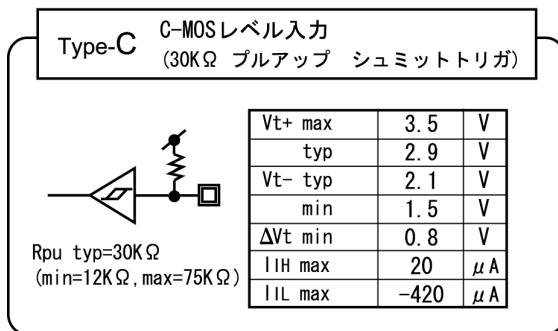 Type-C
C-MOSレベル入力
(30KΩ プルアップ シュミットトリガ)
Vt+ max 3.5 V
typ 2.9 V
Vt- typ 2.1 V
min 1.5 V
ΔVt min 0.8 V
IIH max 20 μA
IIL max -420 μA
Rpu typ=30KΩ
(min=12KΩ,max=75KΩ)